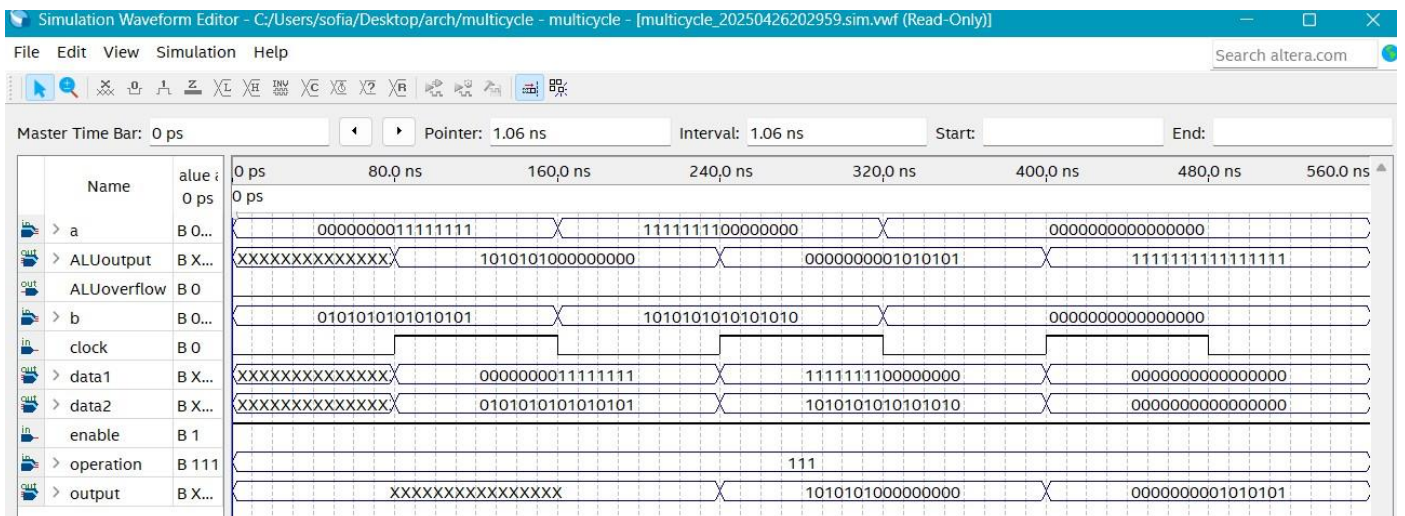 Simulation Waveform Editor - C:/Users/sofia/Desktop/arch/multicycle - multicycle - [multicycle_20250426202959.sim.vwf (Read-Only)]
File Edit View Simulation Help
Search altera.com
Master Time Bar: 0 ps Pointer: 1.06 ns Interval: 1.06 ns Start: End:
Name alue 0 ps 0 ps 80.0 ns 160.0 ns 240.0 ns 320.0 ns 400.0 ns 480.0 ns 560.0 ns
0 ps
a B 0... 0000000011111111 1111111100000000 0000000000000000
ALUoutput B X... XXXXXXXXXXXXXX 1010101000000000 0000000001010101 1111111111111111
ALUoverflow B 0
b B 0... 0101010101010101 1010101010101010 0000000000000000
clock B 0
data1 B X... XXXXXXXXXXXXXX 0000000011111111 1111111100000000 0000000000000000
data2 B X... XXXXXXXXXXXXXX 0101010101010101 1010101010101010 0000000000000000
enable B 1
operation B 111 111
output B X... XXXXXXXXXXXXXXXX 1010101000000000 0000000001010101